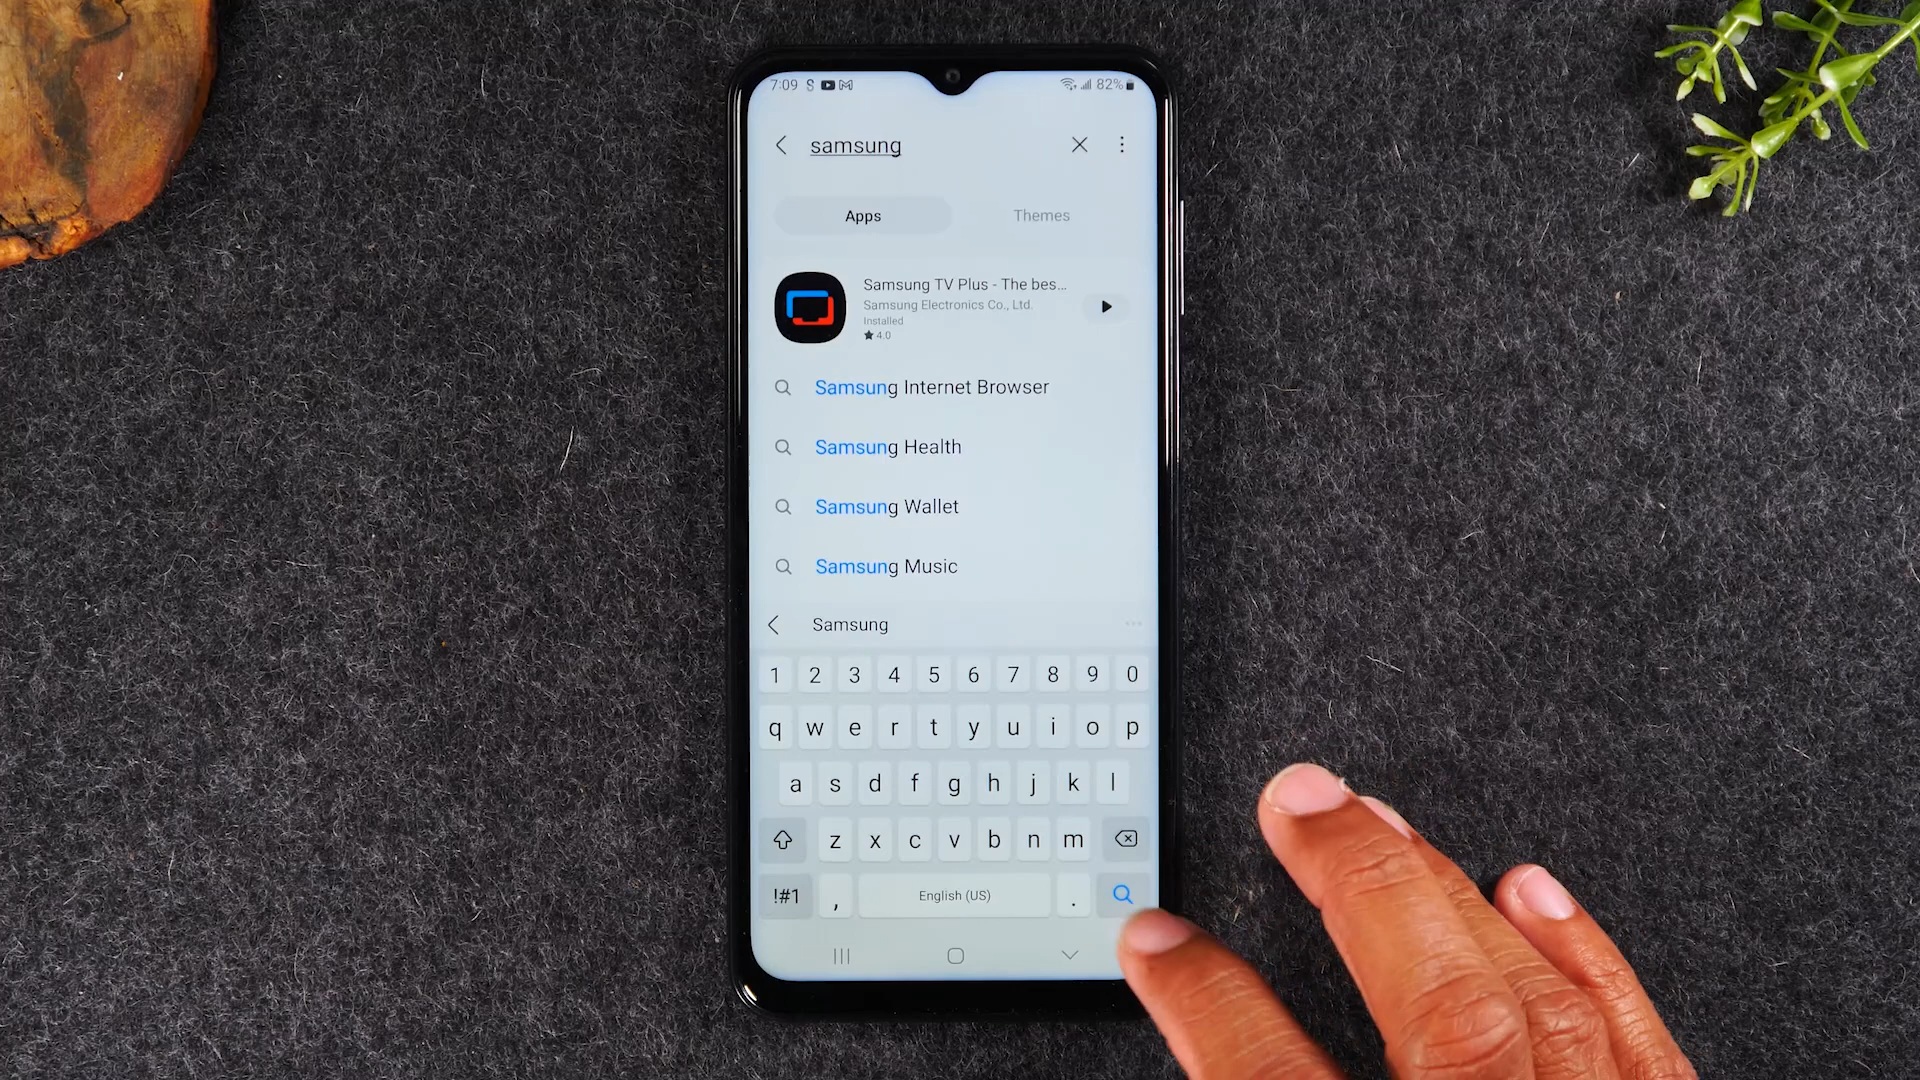 7:09 82%
samsung
Apps Themes
Samsung TV Plus - The bes...
Samsung Electronics Co., Ltd.
Installed
★ 4.0
Samsung Internet Browser
Samsung Health
Samsung Wallet
Samsung Music
Samsung
1 2 3 4 5 6 7 8 9 0
q w e r t y u i o p
a s d f g h j k l
z x c v b n m
!#1 , English (US) .